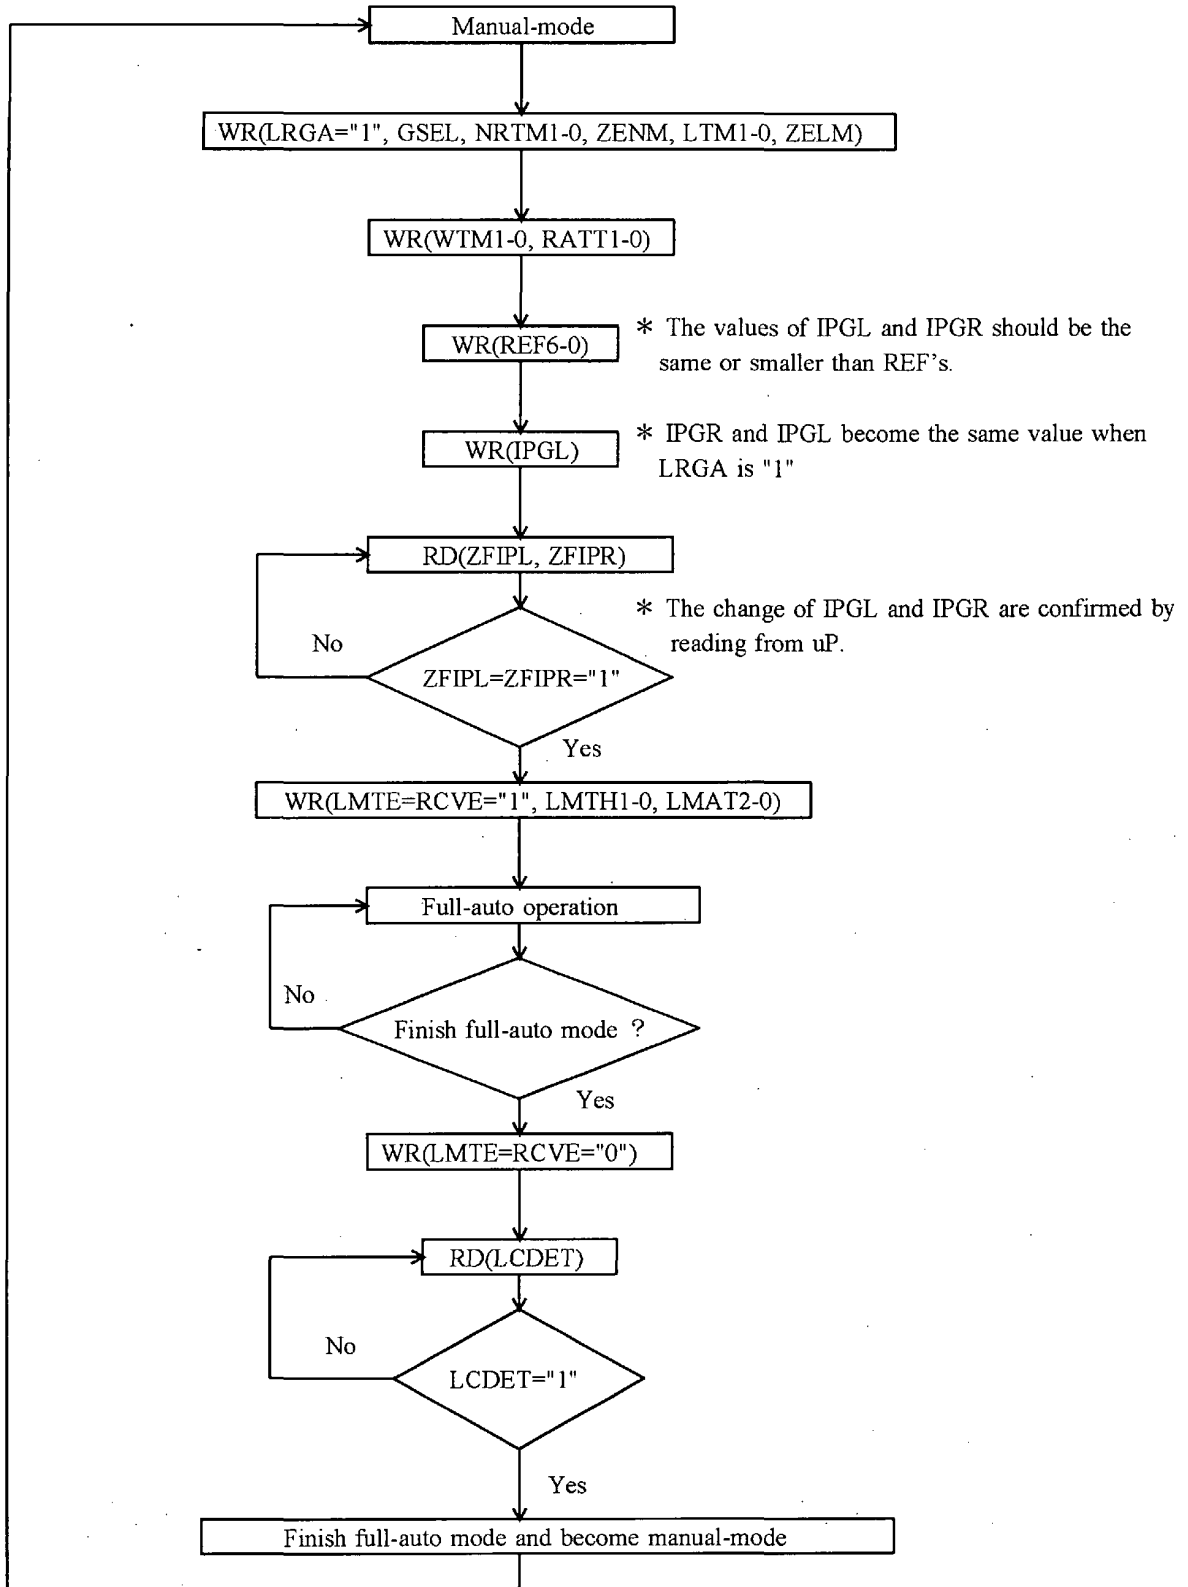 Manual-mode
WR(LRGA="1", GSEL, NRTM1-0, ZENM, LTM1-0, ZELM)
WR(WTM1-0, RATT1-0)
WR(REF6-0)
* The values of IPGL and IPGR should be the
same or smaller than REF's.
WR(IPGL)
* IPGR and IPGL become the same value when
LRGA is "1"
RD(ZFIPL, ZFIPR)
* The change of IPGL and IPGR are confirmed by
reading from uP.
No
ZFIPL=ZFIPR="1"
Yes
WR(LMTE=RCVE="1", LMTH1-0, LMAT2-0)
Full-auto operation
No
Finish full-auto mode ?
Yes
WR(LMTE=RCVE="0")
RD(LCDET)
No
LCDET="1"
Yes
Finish full-auto mode and become manual-mode